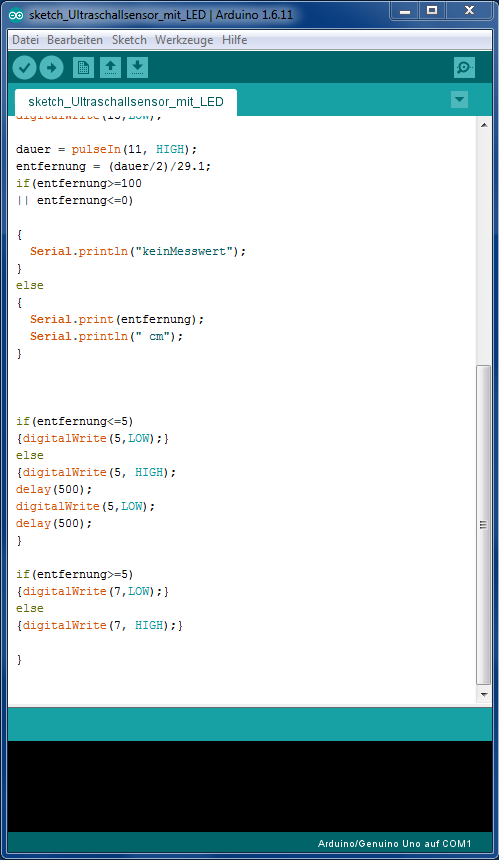 sketch_Ultraschallsensor_mit_LED | Arduino 1.6.11
Datei Bearbeiten Sketch Werkzeuge Hilfe
sketch_Ultraschallsensor_mit_LED
dauer = pulseIn(11, HIGH);
entfernung = (dauer/2)/29.1;
if(entfernung>=100
|| entfernung<=0)
{
Serial.println("keinMesswert");
}
else
{
Serial.print(entfernung);
Serial.println(" cm");
}
if(entfernung<=5)
{digitalWrite(5,LOW);}
else
{digitalWrite(5, HIGH);
delay(500);
digitalWrite(5,LOW);
delay(500);
}
if(entfernung>=5)
{digitalWrite(7,LOW);}
else
{digitalWrite(7, HIGH);}
}
Arduino/Genuino Uno auf COM1